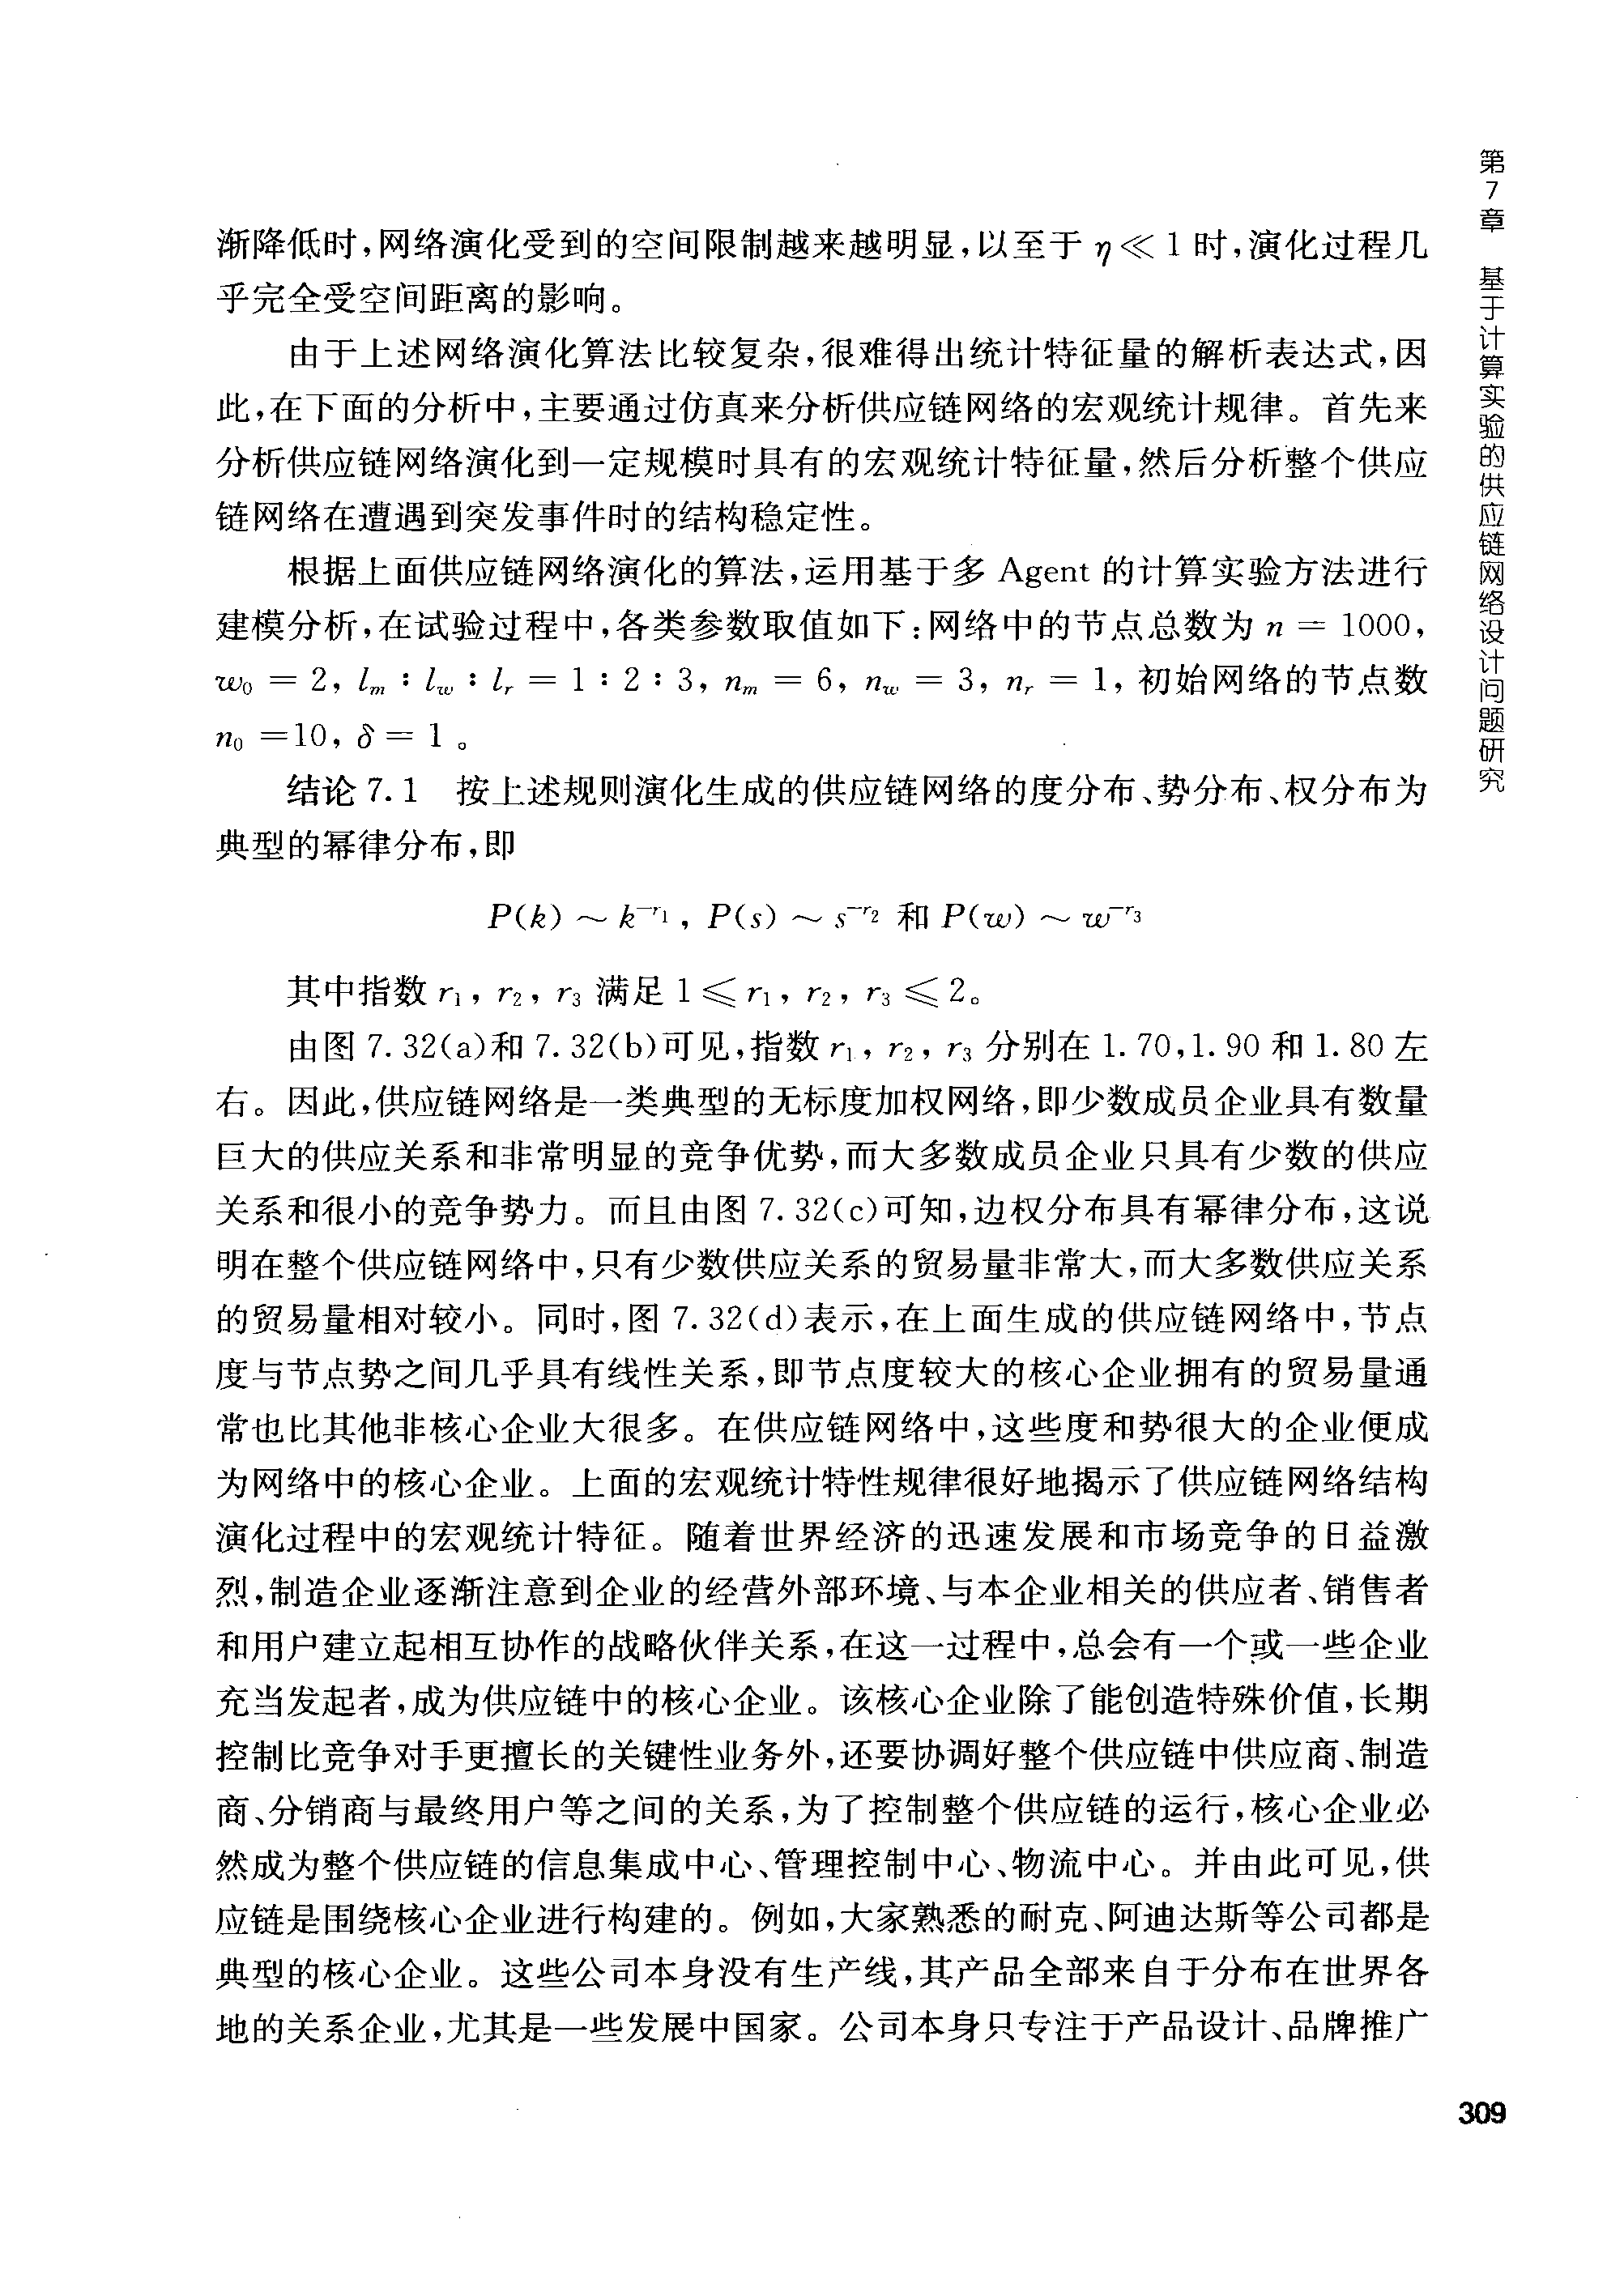 第7章 基于计算实验的供应链网络设计问题研究
渐降低时,网络演化受到的空间限制越来越明显,以至于 η≪1 时,演化过程几
乎完全受空间距离的影响。
由于上述网络演化算法比较复杂,很难得出统计特征量的解析表达式,因
此,在下面的分析中,主要通过仿真来分析供应链网络的宏观统计规律。首先来
分析供应链网络演化到一定规模时具有的宏观统计特征量,然后分析整个供应
链网络在遭遇到突发事件时的结构稳定性。
根据上面供应链网络演化的算法,运用基于多 Agent 的计算实验方法进行
建模分析,在试验过程中,各类参数取值如下:网络中的节点总数为 n = 1000,
w₀ = 2, lₘ : l_w : lᵣ = 1 : 2 : 3, nₘ = 6, n_w = 3, nᵣ = 1, 初始网络的节点数
n₀ =10, δ = 1 。
结论 7.1 按上述规则演化生成的供应链网络的度分布、势分布、权分布为
典型的幂律分布,即
P(k) ～ k^{-r₁} , P(s) ～ s^{-r₂} 和 P(w) ～ w^{-r₃}
其中指数 r₁, r₂, r₃ 满足 1≤r₁, r₂, r₃≤2。
由图 7.32(a)和 7.32(b)可见,指数 r₁, r₂, r₃ 分别在 1.70,1.90 和 1.80 左
右。因此,供应链网络是一类典型的无标度加权网络,即少数成员企业具有数量
巨大的供应关系和非常明显的竞争优势,而大多数成员企业只具有少数的供应
关系和很小的竞争势力。而且由图 7.32(c)可知,边权分布具有幂律分布,这说
明在整个供应链网络中,只有少数供应关系的贸易量非常大,而大多数供应关系
的贸易量相对较小。同时,图 7.32(d)表示,在上面生成的供应链网络中,节点
度与节点势之间几乎具有线性关系,即节点度较大的核心企业拥有的贸易量通
常也比其他非核心企业大很多。在供应链网络中,这些度和势很大的企业便成
为网络中的核心企业。上面的宏观统计特性规律很好地揭示了供应链网络结构
演化过程中的宏观统计特征。随着世界经济的迅速发展和市场竞争的日益激
烈,制造企业逐渐注意到企业的经营外部环境、与本企业相关的供应者、销售者
和用户建立起相互协作的战略伙伴关系,在这一过程中,总会有一个或一些企业
充当发起者,成为供应链中的核心企业。该核心企业除了能创造特殊价值,长期
控制比竞争对手更擅长的关键性业务外,还要协调好整个供应链中供应商、制造
商、分销商与最终用户等之间的关系,为了控制整个供应链的运行,核心企业必
然成为整个供应链的信息集成中心、管理控制中心、物流中心。并由此可见,供
应链是围绕核心企业进行构建的。例如,大家熟悉的耐克、阿迪达斯等公司都是
典型的核心企业。这些公司本身没有生产线,其产品全部来自于分布在世界各
地的关系企业,尤其是一些发展中国家。公司本身只专注于产品设计、品牌推广
309